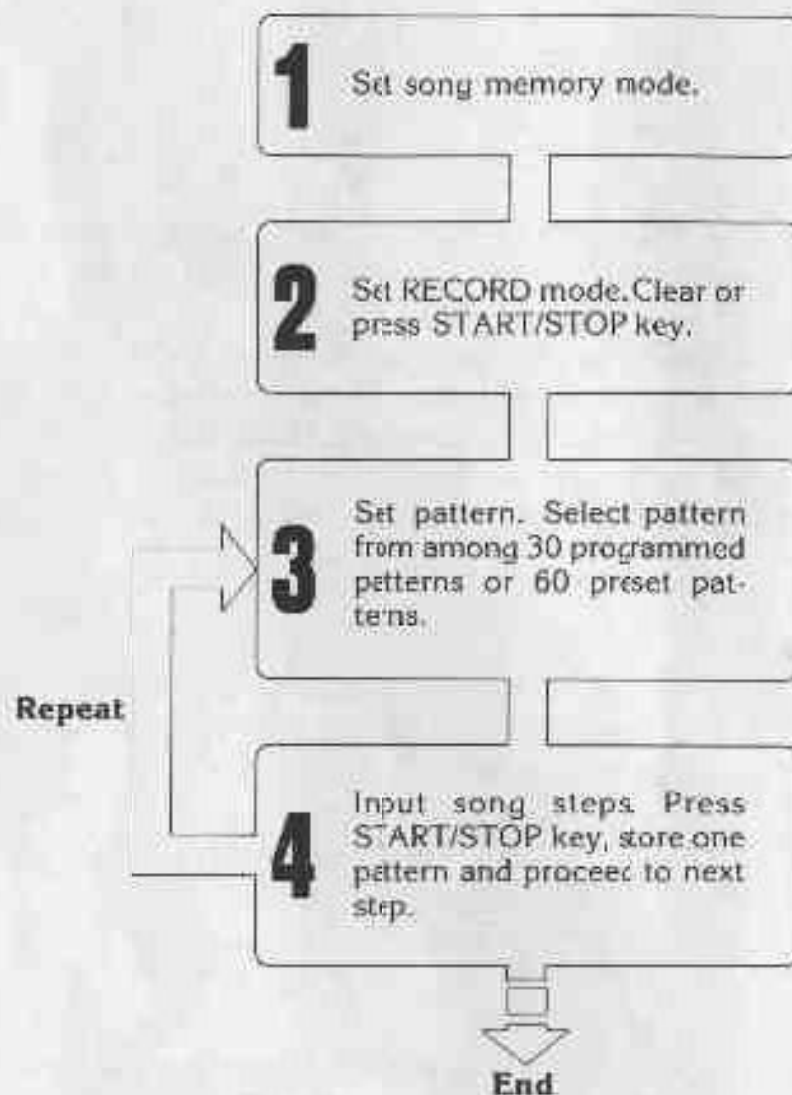 1
Set song memory mode.
2
Set RECORD mode. Clear or
press START/STOP key.
3
Set pattern. Select pattern
from among 30 programmed
patterns or 60 preset pat-
terns.
Repeat
4
Input song steps. Press
START/STOP key, store one
pattern and proceed to next
step.
End